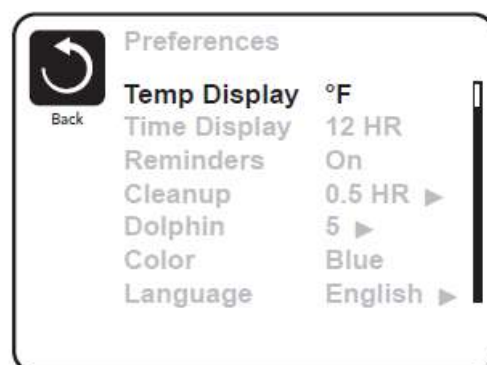 Preferences
Back
Temp Display °F
Time Display 12 HR
Reminders On
Cleanup 0.5 HR ▶
Dolphin 5 ▶
Color Blue
Language English ▶